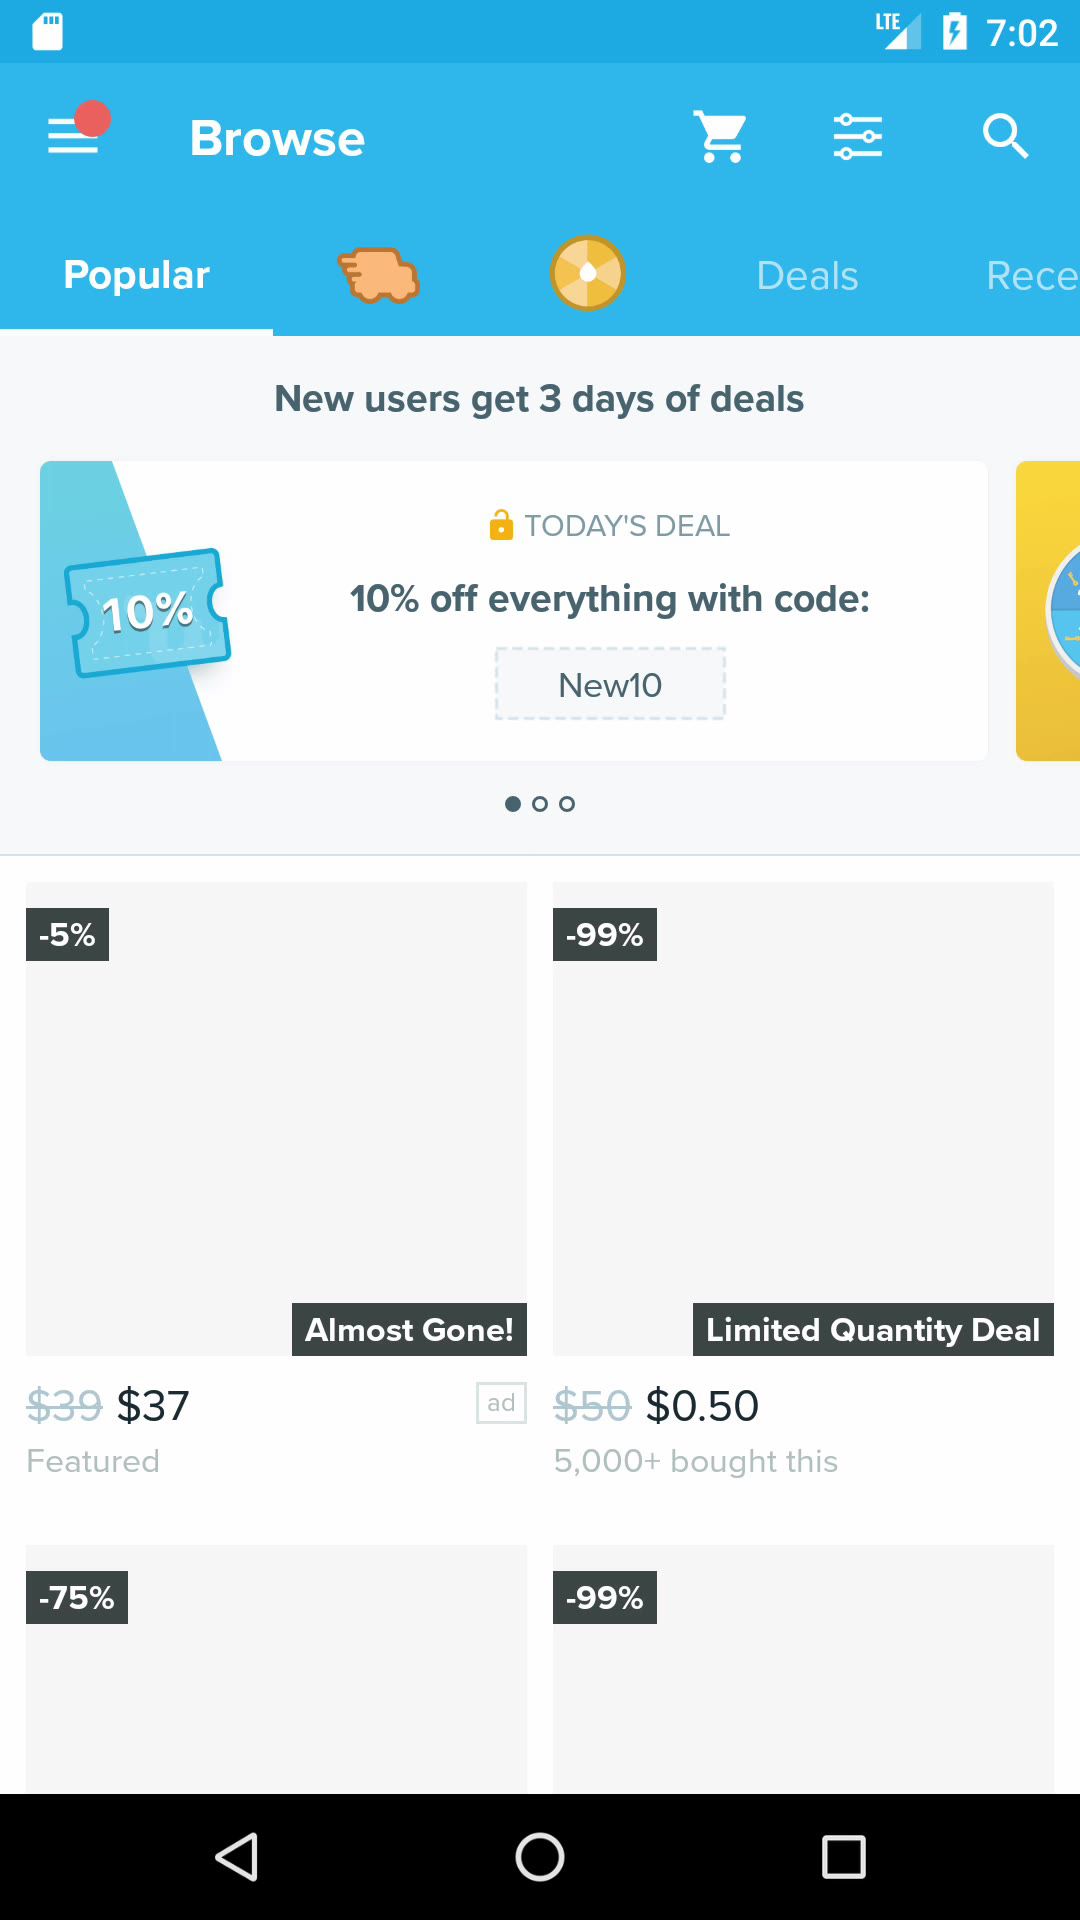 LTE 7:02
Browse
Popular Deals Rece
New users get 3 days of deals
TODAY'S DEAL
10%
10% off everything with code:
New10
-5% -99%
Almost Gone! Limited Quantity Deal
$39 $37 ad $50 $0.50
Featured 5,000+ bought this
-75% -99%